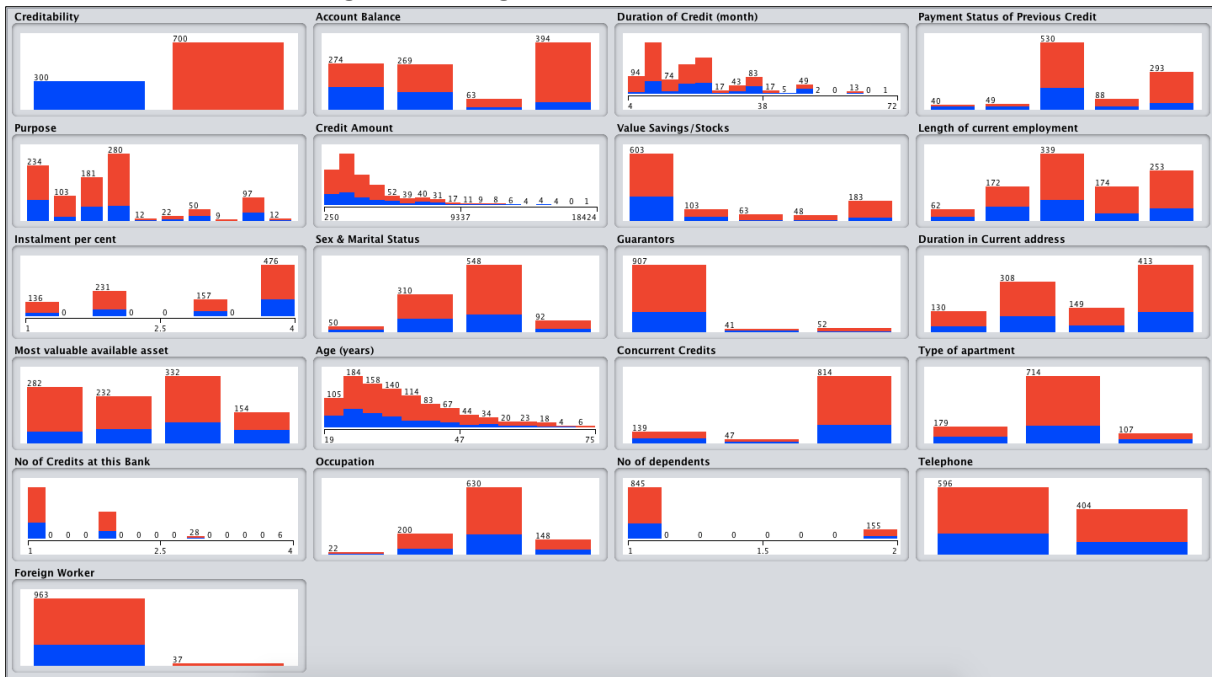 Creditability
300
700
Account Balance
274 269 63 394
Duration of Credit (month)
94 74 17 43 83 17 5 49 2 0 13 0 1
4 38 72
Payment Status of Previous Credit
40 49 530 88 293
Purpose
234 103 181 280 12 22 50 9 97 12
Credit Amount
52 39 40 31 17 11 9 8 6 4 4 4 0 1
250 9337 18424
Value Savings/Stocks
603 103 63 48 183
Length of current employment
62 172 339 174 253
Instalment per cent
136 0 231 0 0 157 0 476
1 2.5 4
Sex & Marital Status
50 310 548 92
Guarantors
907 41 52
Duration in Current address
130 308 149 413
Most valuable available asset
282 232 332 154
Age (years)
105 184 158 140 114 83 67 44 34 20 23 18 4 6
19 47 75
Concurrent Credits
139 47 814
Type of apartment
179 714 107
No of Credits at this Bank
0 0 0 0 0 0 0 28 0 0 0 0 6
1 2.5 4
Occupation
22 200 630 148
No of dependents
845 0 0 0 0 0 155
1 1.5 2
Telephone
596 404
Foreign Worker
963 37